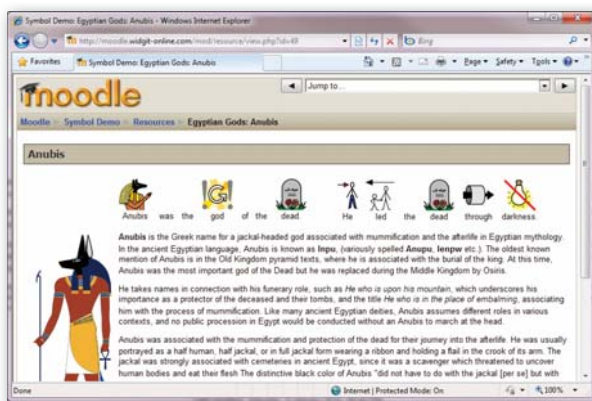 Symbol Demo: Egyptian Gods: Anubis - Windows Internet Explorer
http://moodle.widgit-online.com/mod/resource/view.php?id=49
Bing
Favorites Symbol Demo: Egyptian Gods: Anubis Page Safety Tools
moodle Jump to...
Moodle Symbol Demo Resources Egyptian Gods: Anubis
Anubis
G
Anubis was the god of the dead. He led the dead through darkness.
Anubis is the Greek name for a jackal-headed god associated with mummification and the afterlife in Egyptian mythology.
In the ancient Egyptian language, Anubis is known as Inpu, (variously spelled Anupu, Ienpw etc.). The oldest known
mention of Anubis is in the Old Kingdom pyramid texts, where he is associated with the burial of the king. At this time,
Anubis was the most important god of the Dead but he was replaced during the Middle Kingdom by Osiris.
He takes names in connection with his funerary role, such as He who is upon his mountain, which underscores his
importance as a protector of the deceased and their tombs, and the title He who is in the place of embalming, associating
him with the process of mummification. Like many ancient Egyptian deities, Anubis assumes different roles in various
contexts, and no public procession in Egypt would be conducted without an Anubis to march at the head.
Anubis was associated with the mummification and protection of the dead for their journey into the afterlife. He was usually
portrayed as a half human, half jackal, or in full jackal form wearing a ribbon and holding a flail in the crook of its arm. The
jackal was strongly associated with cemeteries in ancient Egypt, since it was a scavenger which threatened to uncover
human bodies and eat their flesh The distinctive black color of Anubis "did not have to do with the jackal [per se] but with
Done Internet | Protected Mode: On 100%